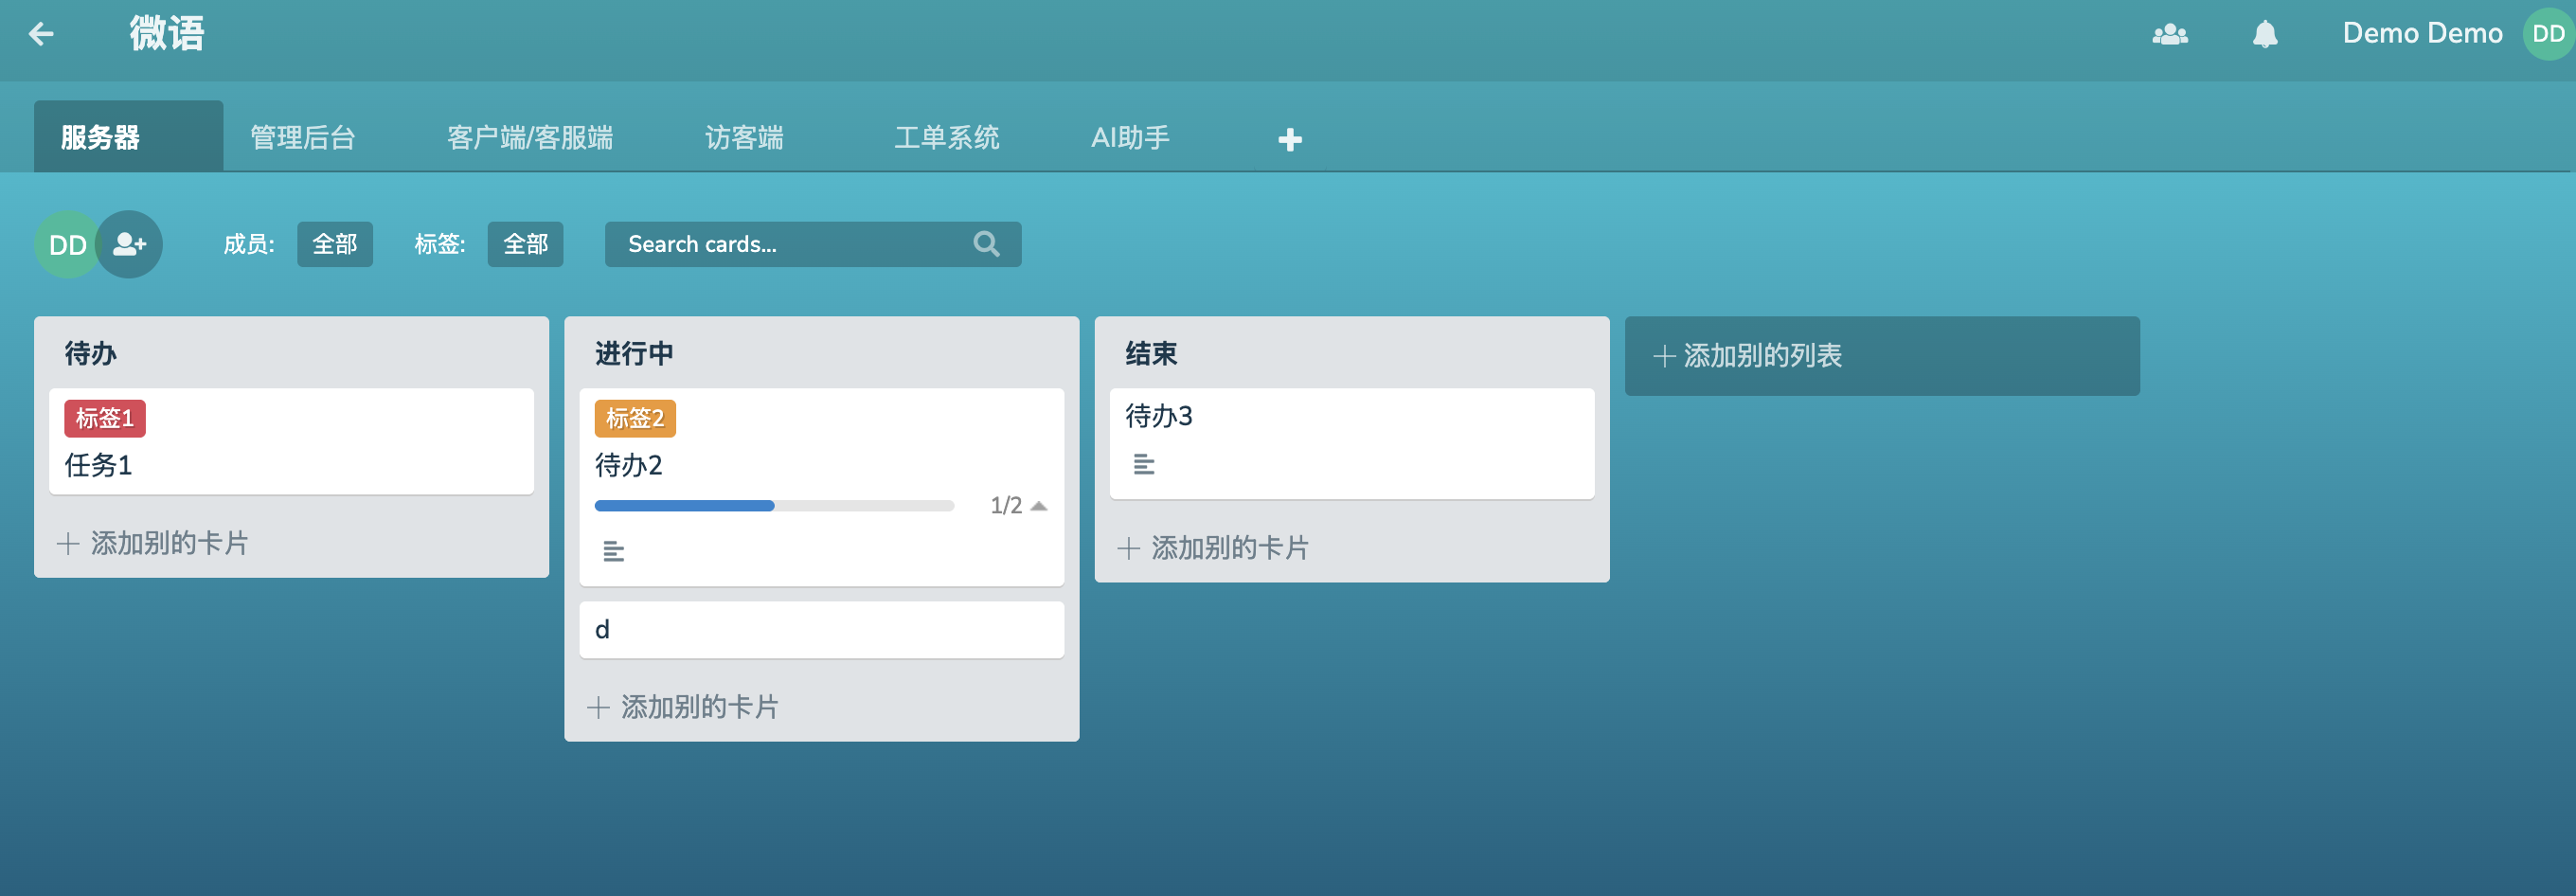 微语
Demo Demo
DD
服务器
管理后台
客户端/客服端
访客端
工单系统
AI助手
DD
成员:
全部
标签:
全部
Search cards...
待办
标签1
任务1
添加别的卡片
进行中
标签2
待办2
1/2
d
添加别的卡片
结束
待办3
添加别的卡片
添加别的列表